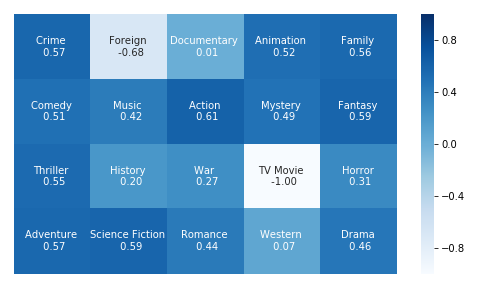 Crime Foreign Documentary Animation Family
0.57 -0.68 0.01 0.52 0.56
Comedy Music Action Mystery Fantasy
0.51 0.42 0.61 0.49 0.59
Thriller History War TV Movie Horror
0.55 0.20 0.27 -1.00 0.31
Adventure Science Fiction Romance Western Drama
0.57 0.59 0.44 0.07 0.46
0.8
0.4
0.0
−0.4
−0.8